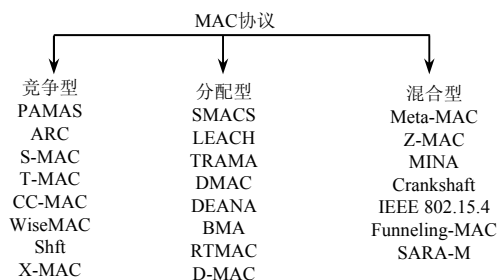 MAC协议
竞争型
PAMAS
ARC
S-MAC
T-MAC
CC-MAC
WiseMAC
Shft
X-MAC
分配型
SMACS
LEACH
TRAMA
DMAC
DEANA
BMA
RTMAC
D-MAC
混合型
Meta-MAC
Z-MAC
MINA
Crankshaft
IEEE 802.15.4
Funneling-MAC
SARA-M